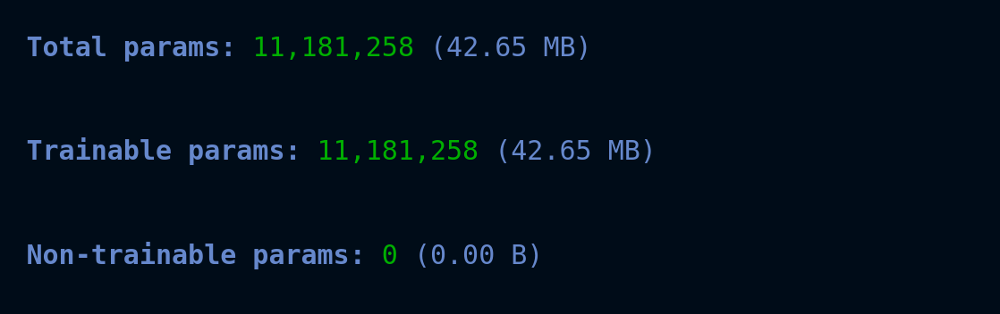 Total params: 11,181,258 (42.65 MB)
Trainable params: 11,181,258 (42.65 MB)
Non-trainable params: 0 (0.00 B)